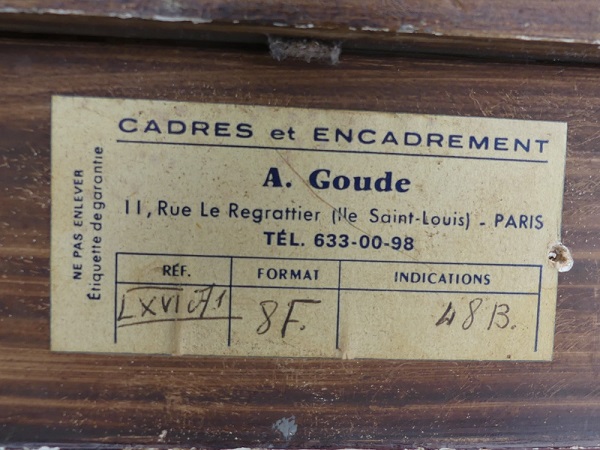 CADRES et ENCADREMENT
A. Goude
11, Rue Le Regrattier (Ile Saint-Louis) - PARIS
TÉL. 633-00-98
NE PAS ENLEVER
Étiquette de garantie
RÉF. FORMAT INDICATIONS
8F. 48B.